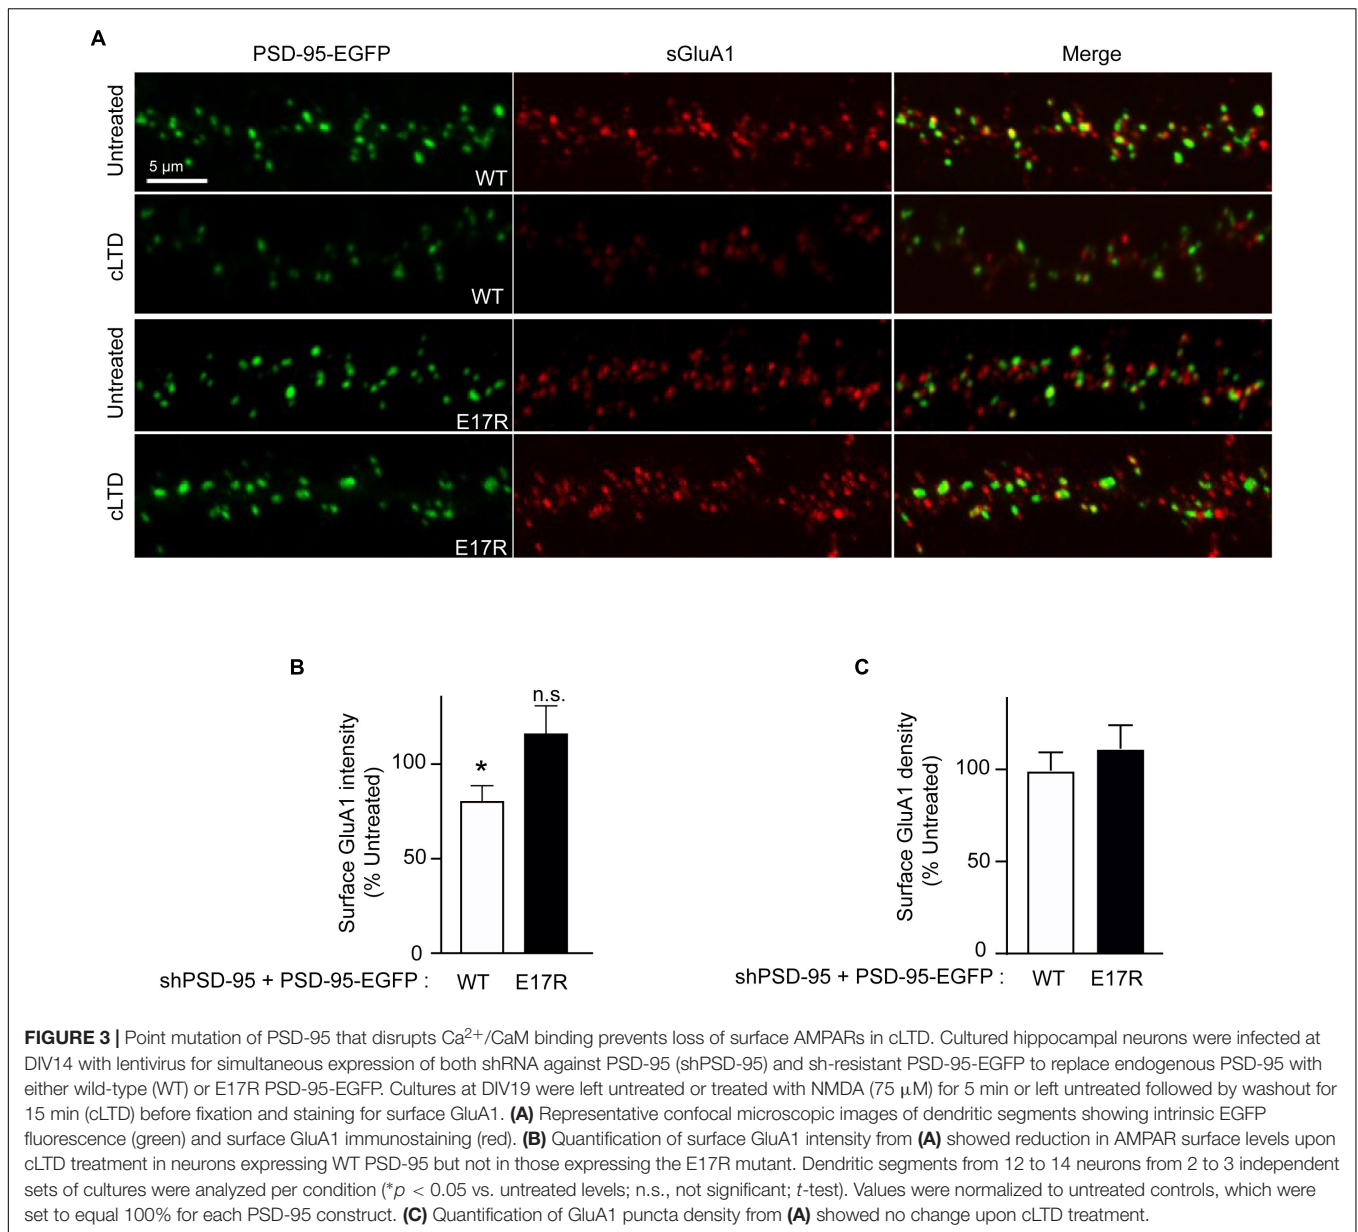 A
PSD-95-EGFP sGluA1 Merge
Untreated
5 µm
WT
cLTD
WT
Untreated
E17R
cLTD
E17R
B
Surface GluA1 intensity
(% Untreated)
100
50
0
*
n.s.
shPSD-95 + PSD-95-EGFP : WT E17R
C
Surface GluA1 density
(% Untreated)
100
50
0
shPSD-95 + PSD-95-EGFP : WT E17R
FIGURE 3 | Point mutation of PSD-95 that disrupts Ca2+/CaM binding prevents loss of surface AMPARs in cLTD. Cultured hippocampal neurons were infected at
DIV14 with lentivirus for simultaneous expression of both shRNA against PSD-95 (shPSD-95) and sh-resistant PSD-95-EGFP to replace endogenous PSD-95 with
either wild-type (WT) or E17R PSD-95-EGFP. Cultures at DIV19 were left untreated or treated with NMDA (75 µM) for 5 min or left untreated followed by washout for
15 min (cLTD) before fixation and staining for surface GluA1. (A) Representative confocal microscopic images of dendritic segments showing intrinsic EGFP
fluorescence (green) and surface GluA1 immunostaining (red). (B) Quantification of surface GluA1 intensity from (A) showed reduction in AMPAR surface levels upon
cLTD treatment in neurons expressing WT PSD-95 but not in those expressing the E17R mutant. Dendritic segments from 12 to 14 neurons from 2 to 3 independent
sets of cultures were analyzed per condition (*p < 0.05 vs. untreated levels; n.s., not significant; t-test). Values were normalized to untreated controls, which were
set to equal 100% for each PSD-95 construct. (C) Quantification of GluA1 puncta density from (A) showed no change upon cLTD treatment.